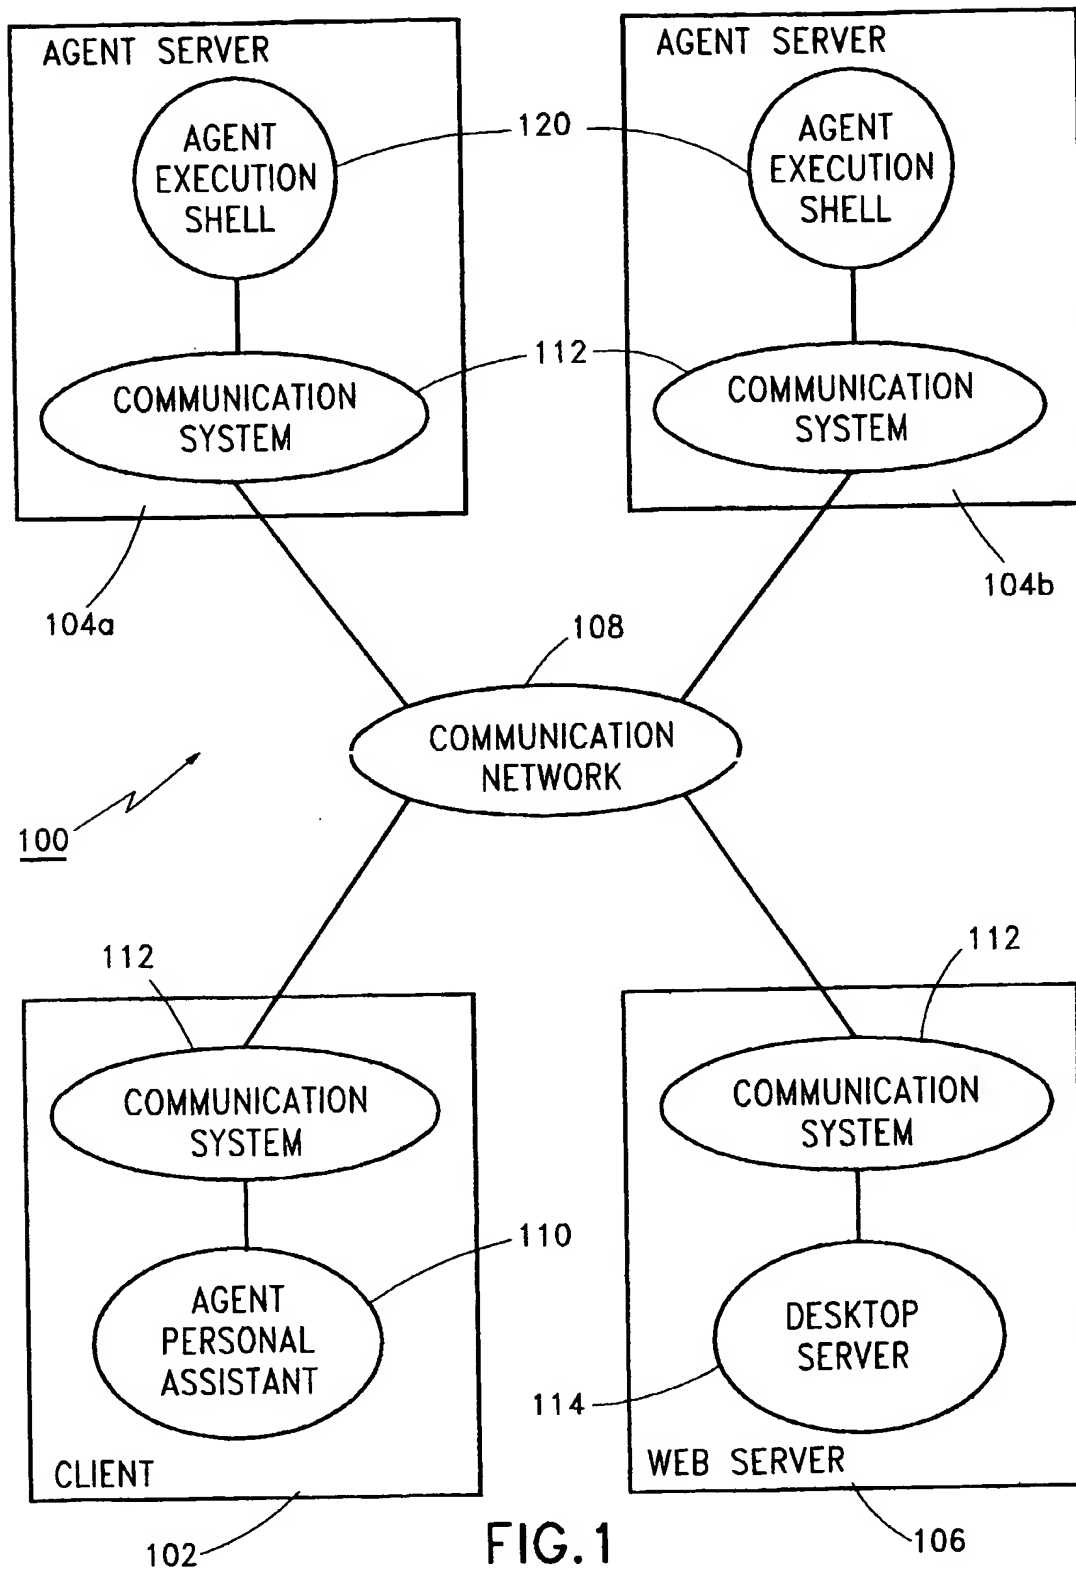 AGENT SERVER
AGENT
EXECUTION
SHELL
COMMUNICATION
SYSTEM
104a
AGENT SERVER
AGENT
EXECUTION
SHELL
COMMUNICATION
SYSTEM
104b
120
112
108
COMMUNICATION
NETWORK
100
112
COMMUNICATION
SYSTEM
AGENT
PERSONAL
ASSISTANT
110
CLIENT
102
112
COMMUNICATION
SYSTEM
DESKTOP
SERVER
114
WEB SERVER
106
FIG.1